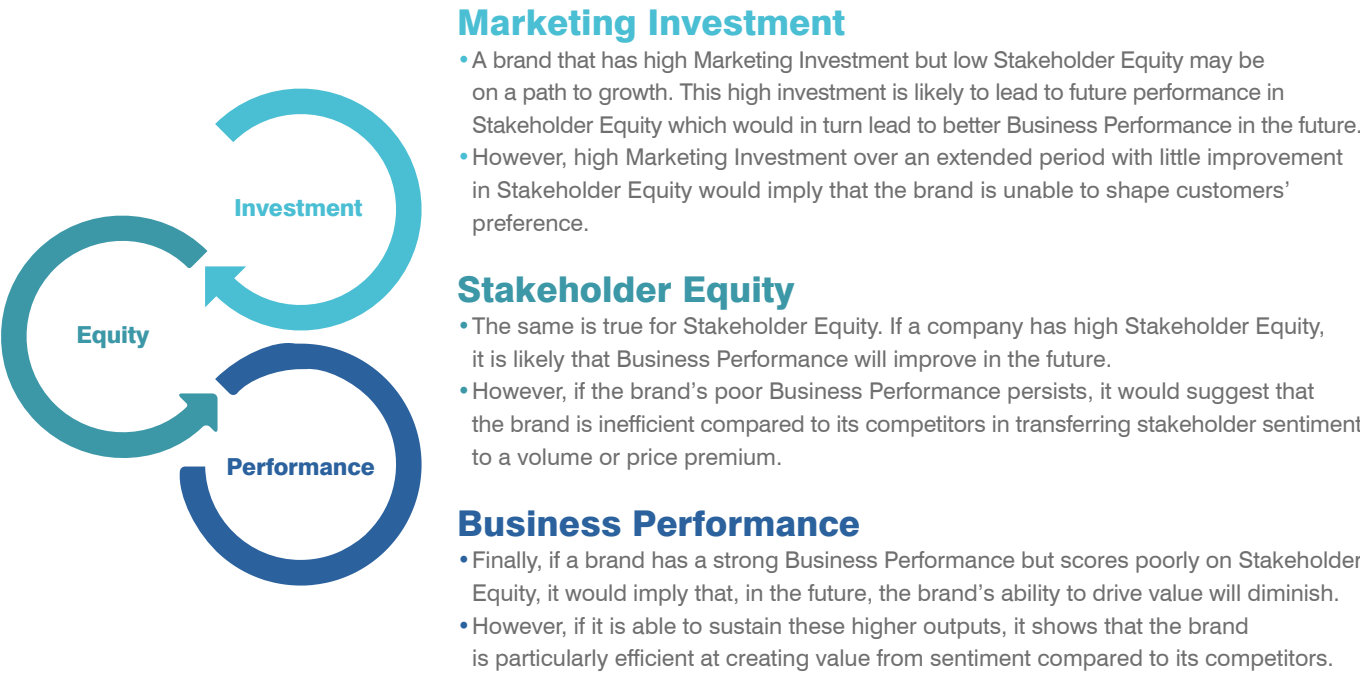 Investment
Equity
Performance
Marketing Investment
•A brand that has high Marketing Investment but low Stakeholder Equity may be
on a path to growth. This high investment is likely to lead to future performance in
Stakeholder Equity which would in turn lead to better Business Performance in the future.
•However, high Marketing Investment over an extended period with little improvement
in Stakeholder Equity would imply that the brand is unable to shape customers’
preference.
Stakeholder Equity
•The same is true for Stakeholder Equity. If a company has high Stakeholder Equity,
it is likely that Business Performance will improve in the future.
•However, if the brand’s poor Business Performance persists, it would suggest that
the brand is inefficient compared to its competitors in transferring stakeholder sentiment
to a volume or price premium.
Business Performance
•Finally, if a brand has a strong Business Performance but scores poorly on Stakeholder
Equity, it would imply that, in the future, the brand’s ability to drive value will diminish.
•However, if it is able to sustain these higher outputs, it shows that the brand
is particularly efficient at creating value from sentiment compared to its competitors.